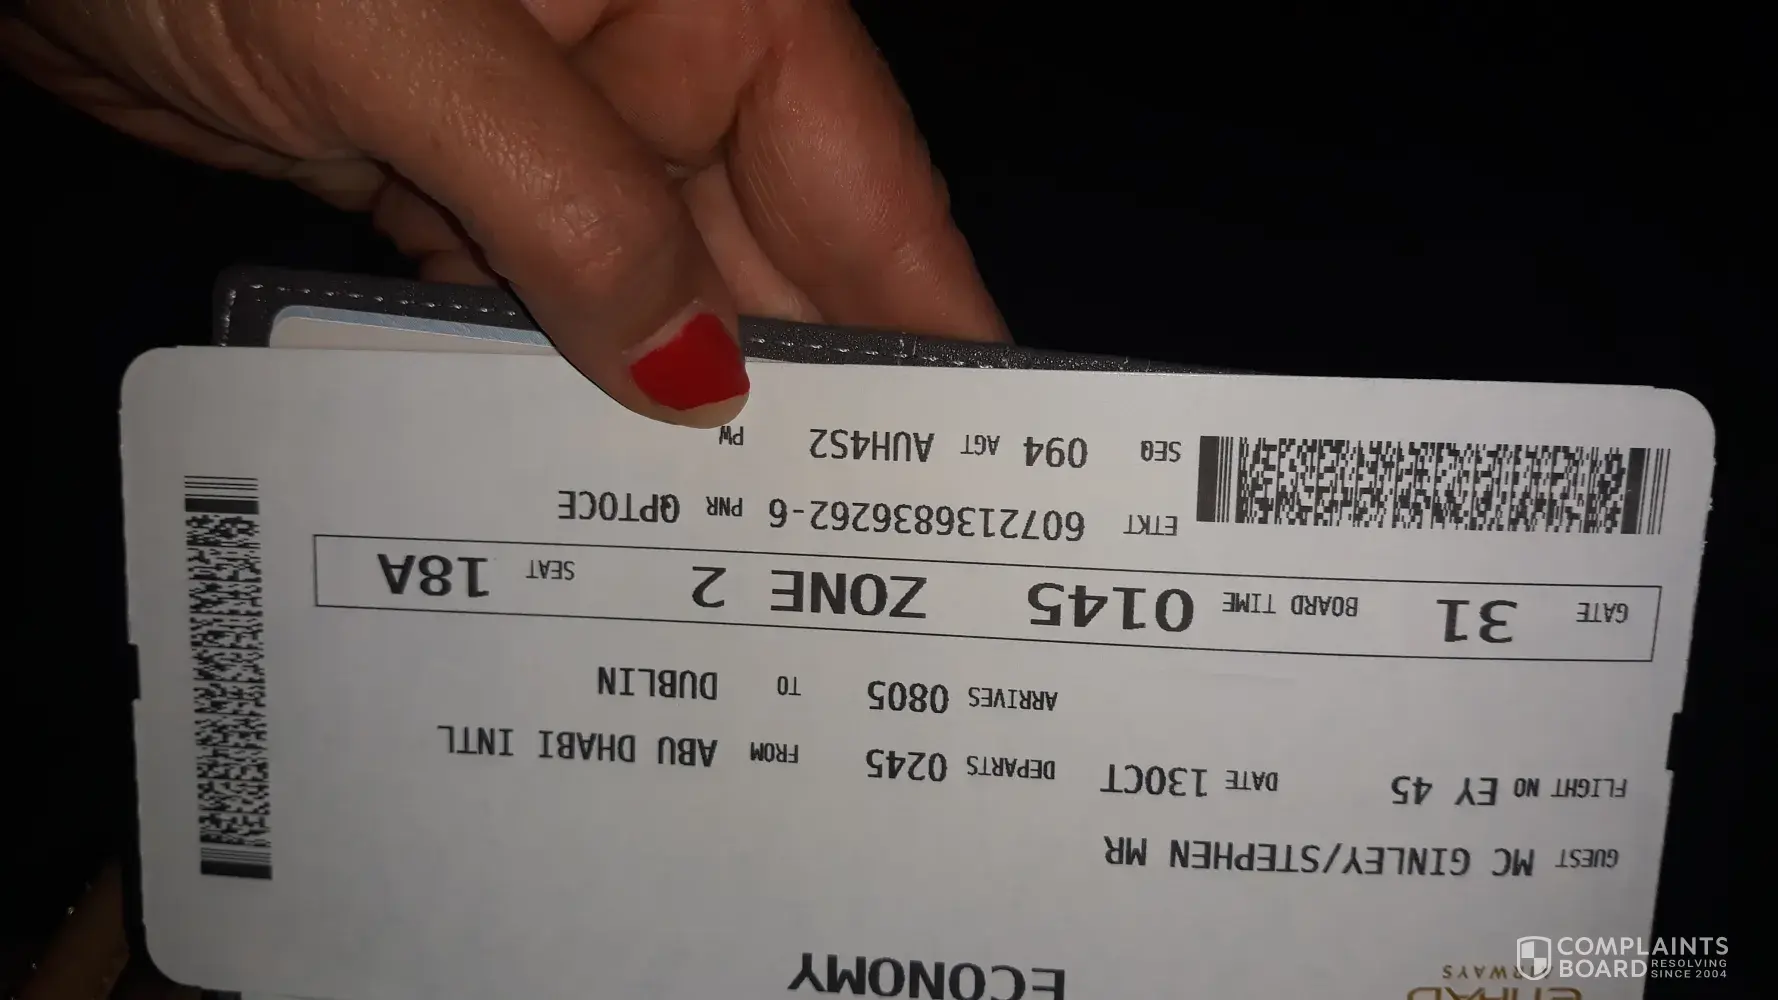 ETIHAD
AIRWAYS
ECONOMY
GUEST MC GINLEY/STEPHEN MR
FLIGHT NO EY 45 DATE 13OCT DEPARTS 0245 FROM ABU DHABI INTL
ARRIVES 0805 TO DUBLIN
GATE 31 BOARD TIME 0145 ZONE 2 SEAT 18A
ETKT 6072136836262-6 PNR QPTOCE
SEQ 094 AGT AUH4S2 PW
COMPLAINTS
BOARD RESOLVING
SINCE 2004